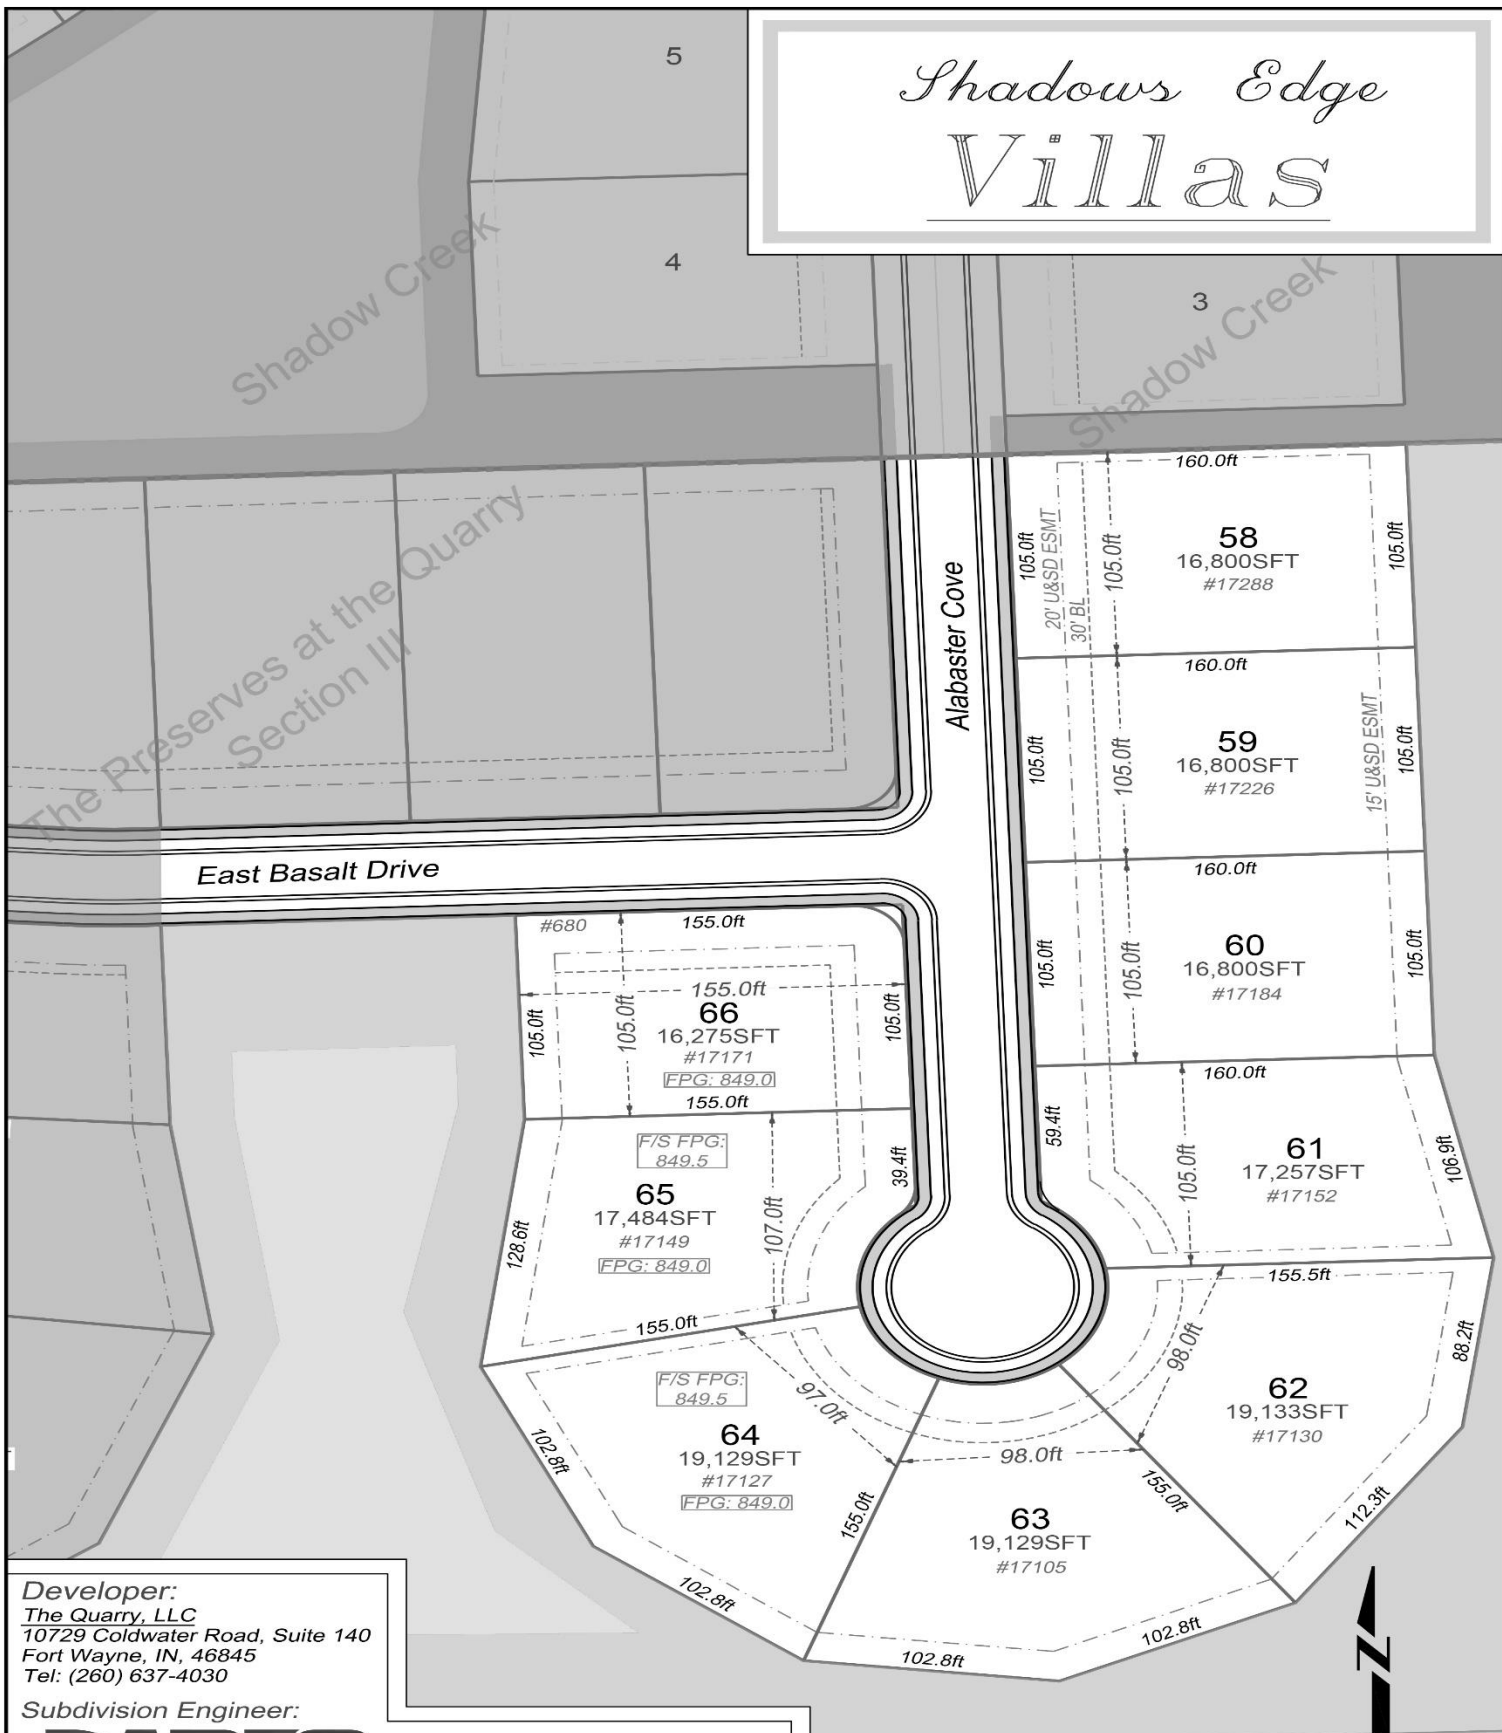 Shadows Edge
Villas
5
4
3
Shadow Creek
Shadow Creek
The Preserves at the Quarry
Section III
Alabaster Cove
East Basalt Drive
160.0ft
105.0ft
20' U&SD ESMT
30' BL
105.0ft
58
16,800SFT
#17288
105.0ft
160.0ft
105.0ft
105.0ft
59
16,800SFT
#17226
15' U&SD ESMT
105.0ft
160.0ft
105.0ft
105.0ft
60
16,800SFT
#17184
105.0ft
160.0ft
59.4ft
105.0ft
61
17,257SFT
#17152
106.9ft
155.5ft
98.0ft
88.2ft
62
19,133SFT
#17130
112.3ft
155.0ft
98.0ft
63
19,129SFT
#17105
102.8ft
102.8ft
#680
155.0ft
155.0ft
105.0ft
105.0ft
105.0ft
66
16,275SFT
#17171
FPG: 849.0
155.0ft
F/S FPG:
849.5
39.4ft
65
17,484SFT
#17149
FPG: 849.0
107.0ft
128.6ft
155.0ft
F/S FPG:
849.5
97.0ft
64
19,129SFT
#17127
FPG: 849.0
102.8ft
155.0ft
102.8ft
N
Developer:
The Quarry, LLC
10729 Coldwater Road, Suite 140
Fort Wayne, IN, 46845
Tel: (260) 637-4030
Subdivision Engineer: